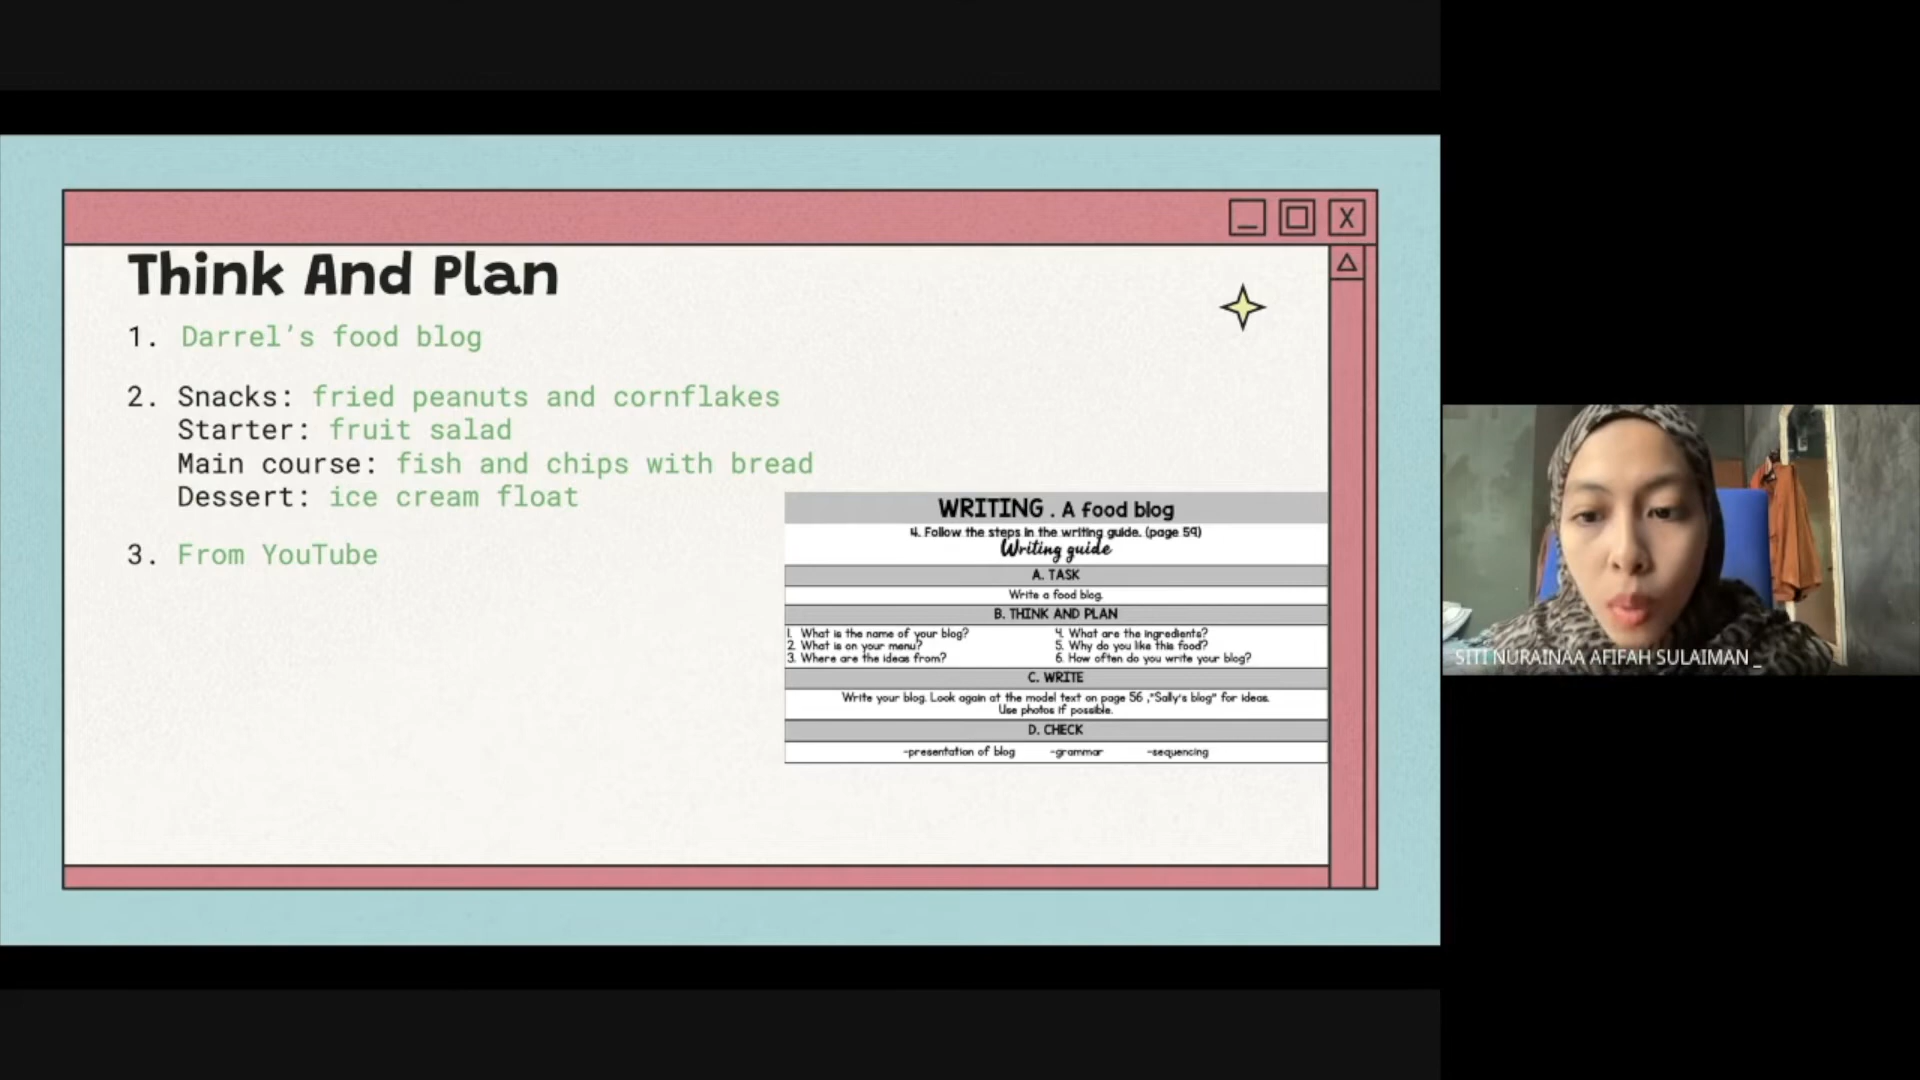 Think And Plan
1. Darrel's food blog
2. Snacks: fried peanuts and cornflakes
Starter: fruit salad
Main course: fish and chips with bread
Dessert: ice cream float
3. From YouTube
WRITING . A food blog
4. Follow the steps in the writing guide. (page 59)
Writing guide
A. TASK
Write a food blog.
B. THINK AND PLAN
1. What is the name of your blog?
2. What is on your menu?
3. Where are the ideas from?
4. What are the ingredients?
5. Why do you like this food?
6. How often do you write your blog?
C. WRITE
Write your blog. Look again at the model text on page 56 ,"Sally's blog" for ideas.
Use photos if possible.
D. CHECK
-presentation of blog -grammar -sequencing
SITI NURAINAA AFIFAH SULAIMAN _